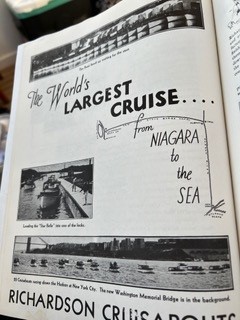 The World's
LARGEST
CRUISE....
from
NIAGARA
to
the
SEA
Loading the "Sea Belle" into one of the locks.
20 Cruisabouts racing down the Hudson at New York City. The new Washington Memorial Bridge is in the background.
RICHARDSON CRUISABOUTS